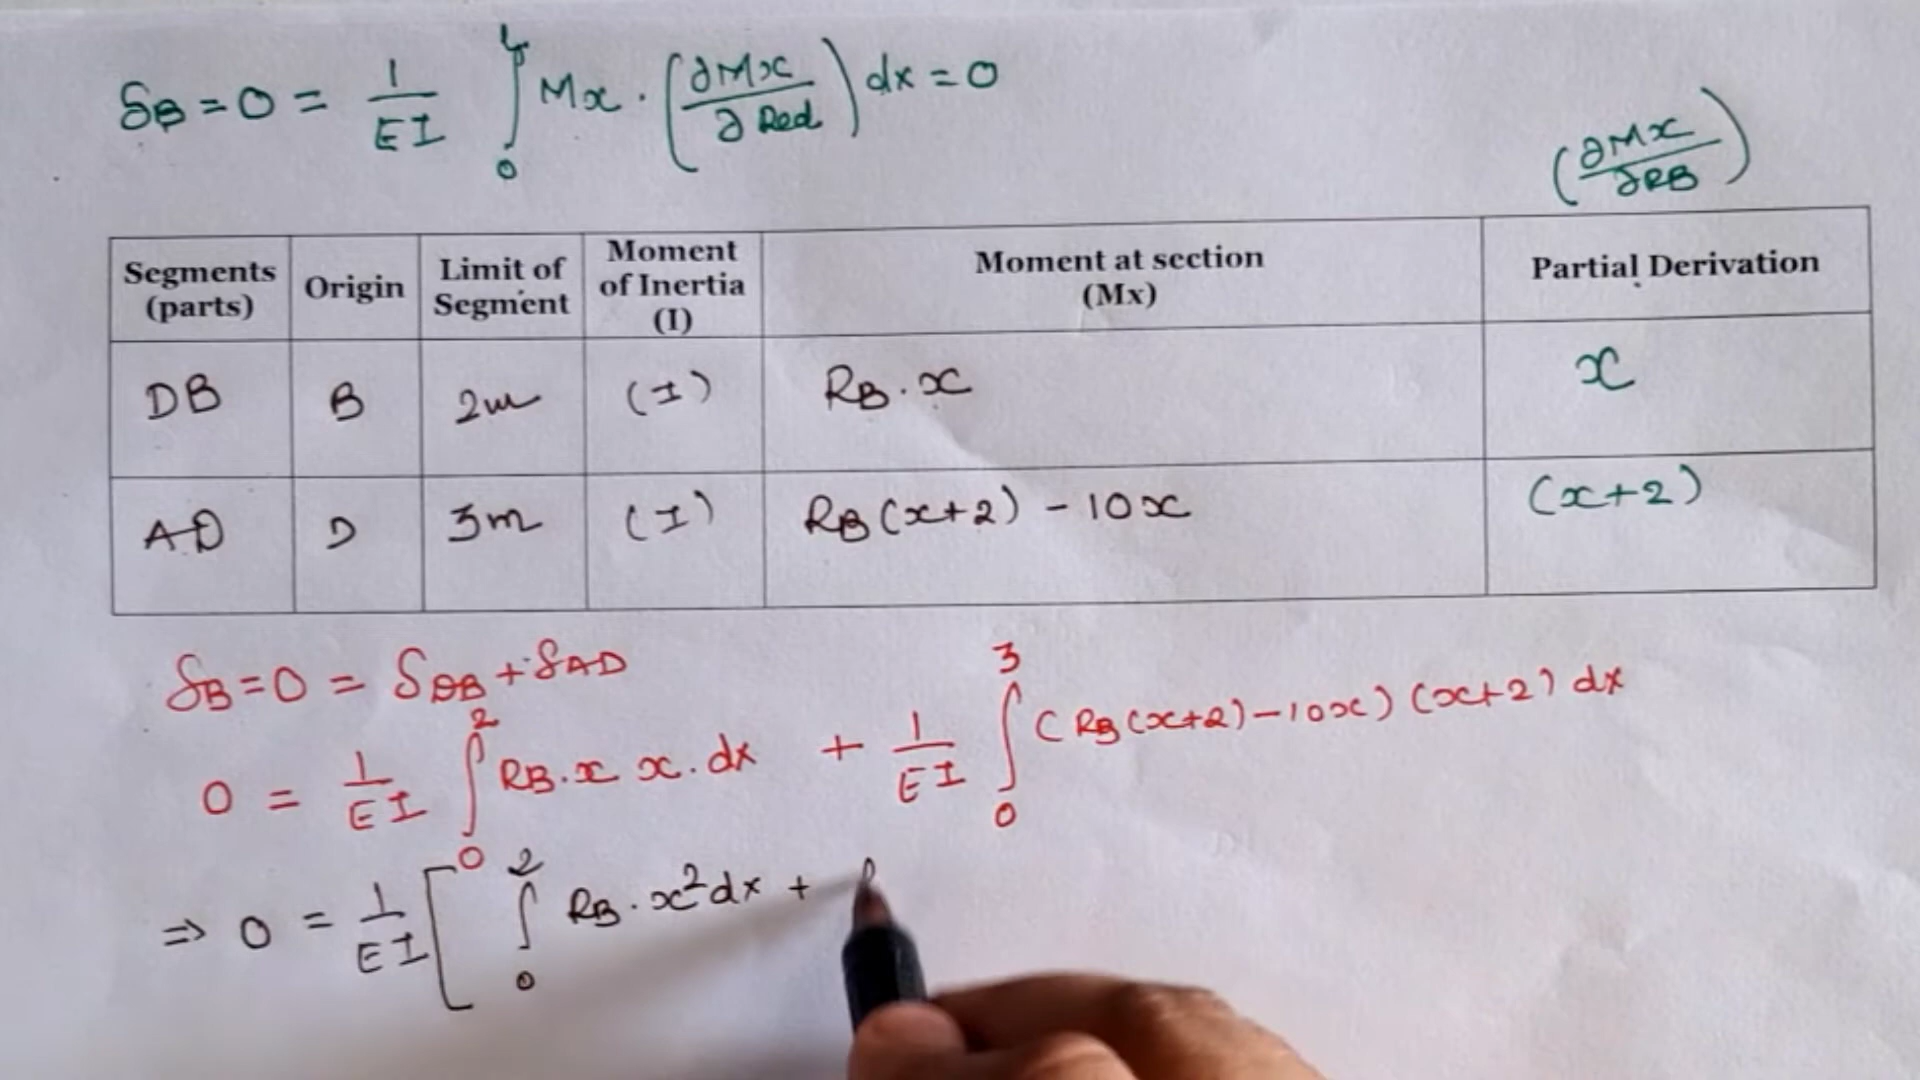 δB = 0 = 1/EI ∫₀ᴸ Mx · (∂Mx/∂Red) dx = 0
(∂Mx/∂RB)
Segments (parts) | Origin | Limit of Segment | Moment of Inertia (I) | Moment at section (Mx) | Partial Derivation
DB | B | 2m | (I) | RB.x | x
AD | D | 3m | (I) | RB(x+2) - 10x | (x+2)
δB = 0 = δDB + δAD
0 = 1/EI ∫₀² RB.x x.dx + 1/EI ∫₀³ (RB(x+2) - 10x) (x+2) dx
⇒ 0 = 1/EI [ ∫₀² RB.x² dx +